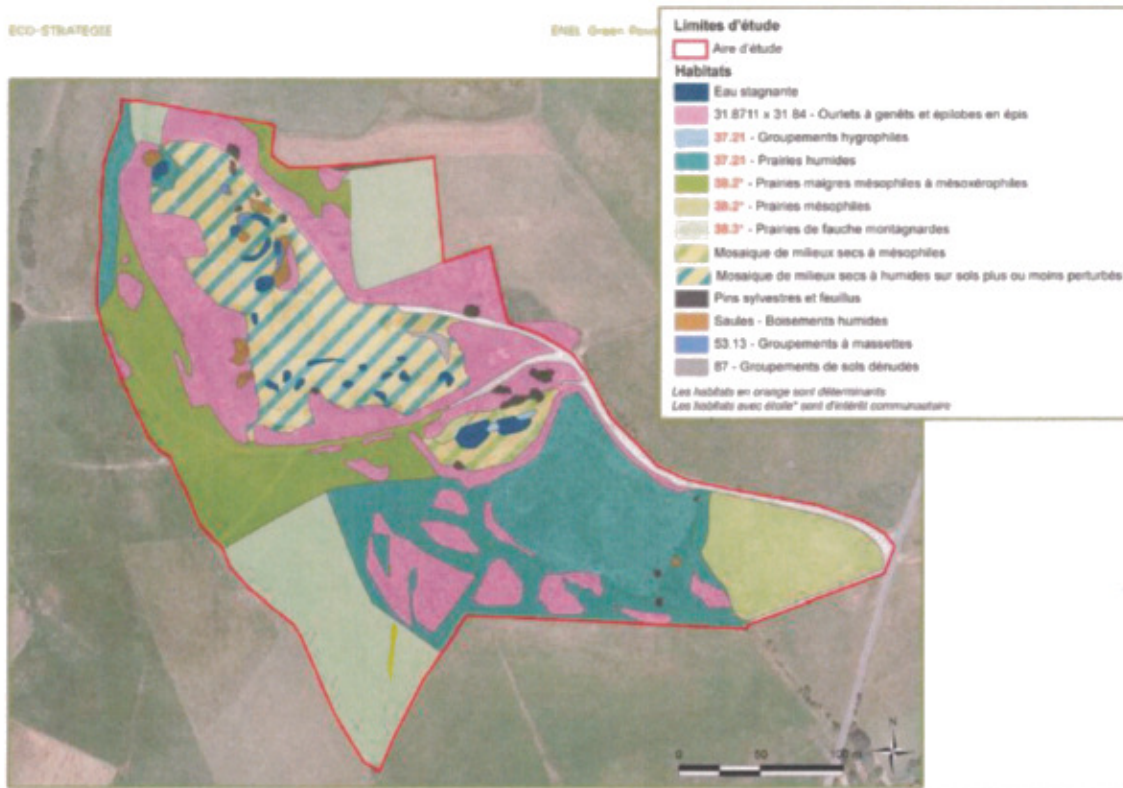 ECO-STRATEGIE
ENEL Green Powe
Limites d'étude
Aire d'étude
Habitats
Eau stagnante
31.8711 x 31 84 - Ourlets à genêts et épilobes en épis
37.21 - Groupements hygrophiles
37.21 - Prairies humides
38.2* - Prairies maigres mésophiles à mésoxérophiles
38.2* - Prairies mésophiles
38.3* - Prairies de fauche montagnardes
Mosaïque de milieux secs à mésophiles
Mosaïque de milieux secs à humides sur sols plus ou moins perturbés
Pins sylvestres et feuillus
Saules - Boisements humides
53.13 - Groupements à massettes
87 - Groupements de sols dénudés
Les habitats en orange sont déterminants
Les habitats avec étoile* sont d'intérêt communautaire
N
0 50 100 m